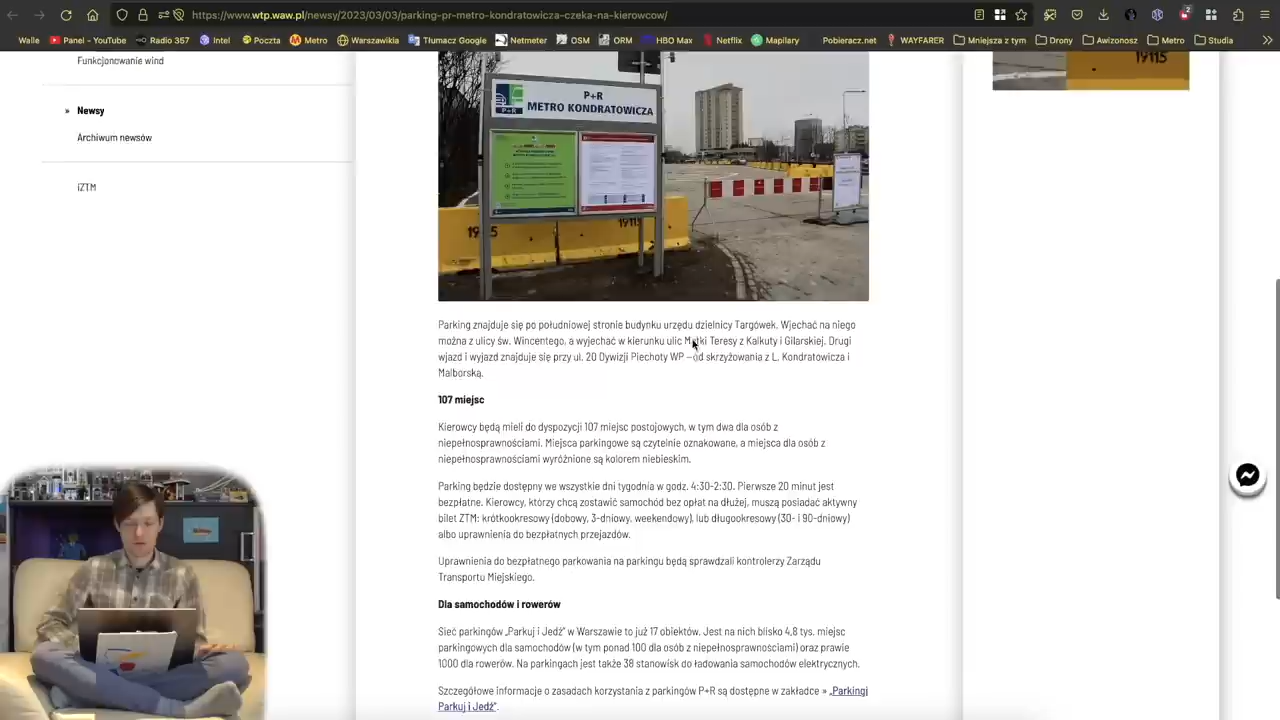 https://www.wtp.waw.pl/newsy/2023/03/03/parking-pr-metro-kondratowicza-czeka-na-kierowcow/
2
Walle Panel - YouTube Radio 357 Intel Poczta Metro Warszawikia Tłumacz Google Netmeter OSM ORM HBO Max Netflix Mapilary Pobieracz.net WAYFARER Mniejsza z tym Drony Awizonosz Metro Studia
Funkcjonowanie wind
» Newsy
Archiwum newsów
iZTM
19115
P+R
P+R
METRO KONDRATOWICZA
Parking znajduje się po południowej stronie budynku urzędu dzielnicy Targówek. Wjechać na niego
można z ulicy św. Wincentego, a wyjechać w kierunku ulic Matki Teresy z Kalkuty i Gilarskiej. Drugi
wjazd i wyjazd znajduje się przy ul. 20 Dywizji Piechoty WP – od skrzyżowania z L. Kondratowicza i
Malborską.
107 miejsc
Kierowcy będą mieli do dyspozycji 107 miejsc postojowych, w tym dwa dla osób z
niepełnosprawnościami. Miejsca parkingowe są czytelnie oznakowane, a miejsca dla osób z
niepełnosprawnościami wyróżnione są kolorem niebieskim.
Parking będzie dostępny we wszystkie dni tygodnia w godz. 4:30-2:30. Pierwsze 20 minut jest
bezpłatne. Kierowcy, którzy chcą zostawić samochód bez opłat na dłużej, muszą posiadać aktywny
bilet ZTM: krótkookresowy (dobowy, 3-dniowy, weekendowy), lub długookresowy (30- i 90-dniowy)
albo uprawnienia do bezpłatnych przejazdów.
Uprawnienia do bezpłatnego parkowania na parkingu będą sprawdzali kontrolerzy Zarządu
Transportu Miejskiego.
Dla samochodów i rowerów
Sieć parkingów „Parkuj i Jedź” w Warszawie to już 17 obiektów. Jest na nich blisko 4,8 tys. miejsc
parkingowych dla samochodów (w tym ponad 100 dla osób z niepełnosprawnościami) oraz prawie
1000 dla rowerów. Na parkingach jest także 38 stanowisk do ładowania samochodów elektrycznych.
Szczegółowe informacje o zasadach korzystania z parkingów P+R są dostępne w zakładce » „Parkingi
Parkuj i Jedź”.